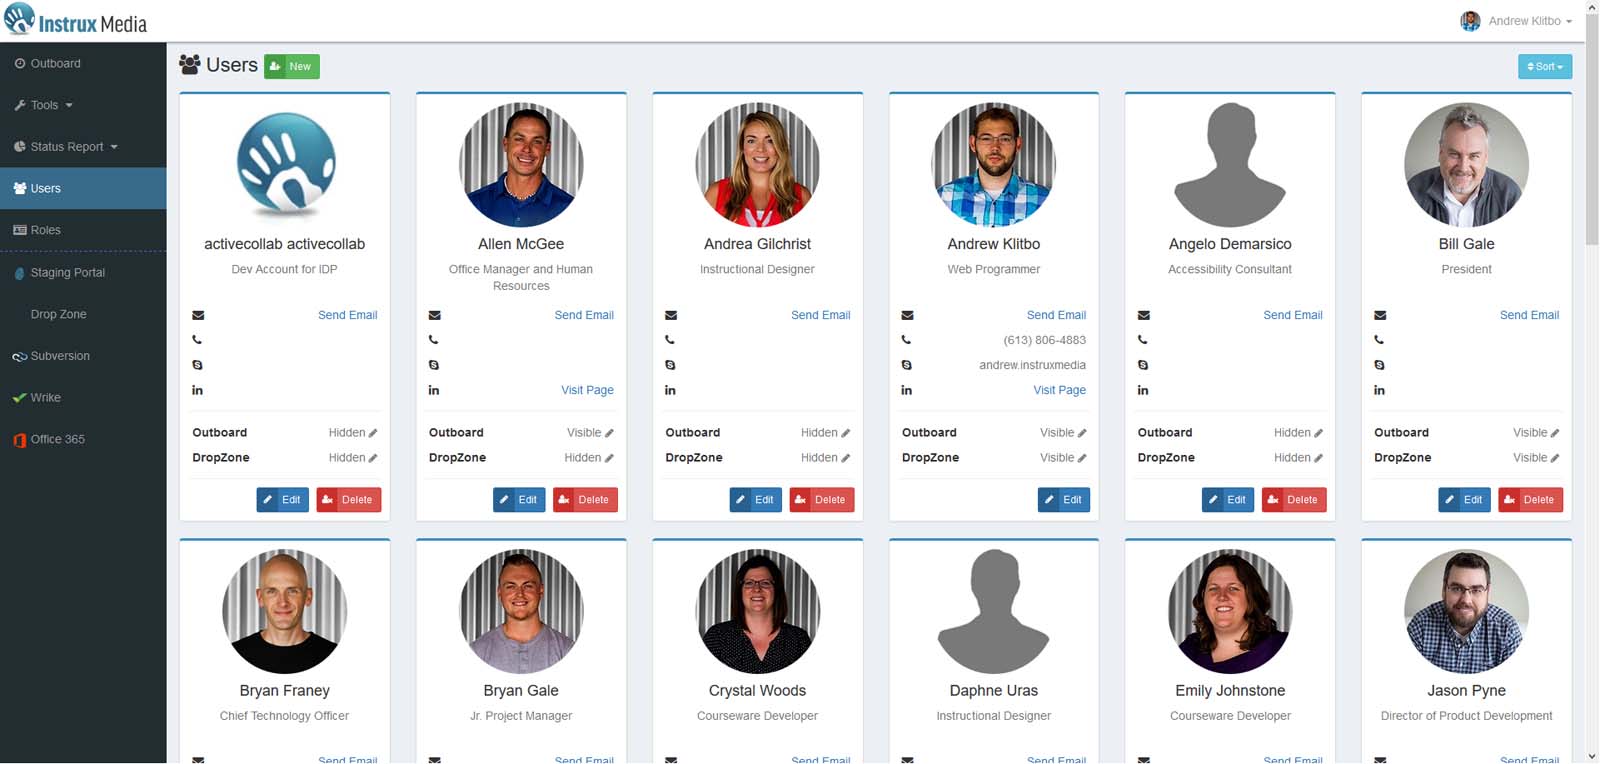 Instrux Media
Andrew Klitbo
Outboard
Tools
Status Report
Users
Roles
Staging Portal
Drop Zone
Subversion
Wrike
Office 365
Users New
Sort
activecollab activecollab
Dev Account for IDP
Send Email
Outboard Hidden
DropZone Hidden
Edit Delete
Allen McGee
Office Manager and Human
Resources
Send Email
Visit Page
Outboard Visible
DropZone Hidden
Edit Delete
Andrea Gilchrist
Instructional Designer
Send Email
Outboard Hidden
DropZone Hidden
Edit Delete
Andrew Klitbo
Web Programmer
Send Email
(613) 806-4883
andrew.instruxmedia
Visit Page
Outboard Visible
DropZone Visible
Edit
Angelo Demarsico
Accessibility Consultant
Send Email
Outboard Hidden
DropZone Hidden
Edit Delete
Bill Gale
President
Send Email
Outboard Visible
DropZone Visible
Edit Delete
Bryan Franey
Chief Technology Officer
Send Email
Bryan Gale
Jr. Project Manager
Send Email
Crystal Woods
Courseware Developer
Send Email
Daphne Uras
Instructional Designer
Send Email
Emily Johnstone
Courseware Developer
Send Email
Jason Pyne
Director of Product Development
Send Email